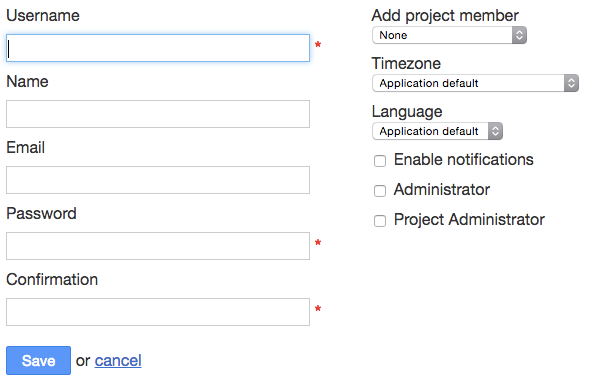 Username
*
Name
Email
Password
*
Confirmation
*
Save or cancel
Add project member
None
Timezone
Application default
Language
Application default
Enable notifications
Administrator
Project Administrator